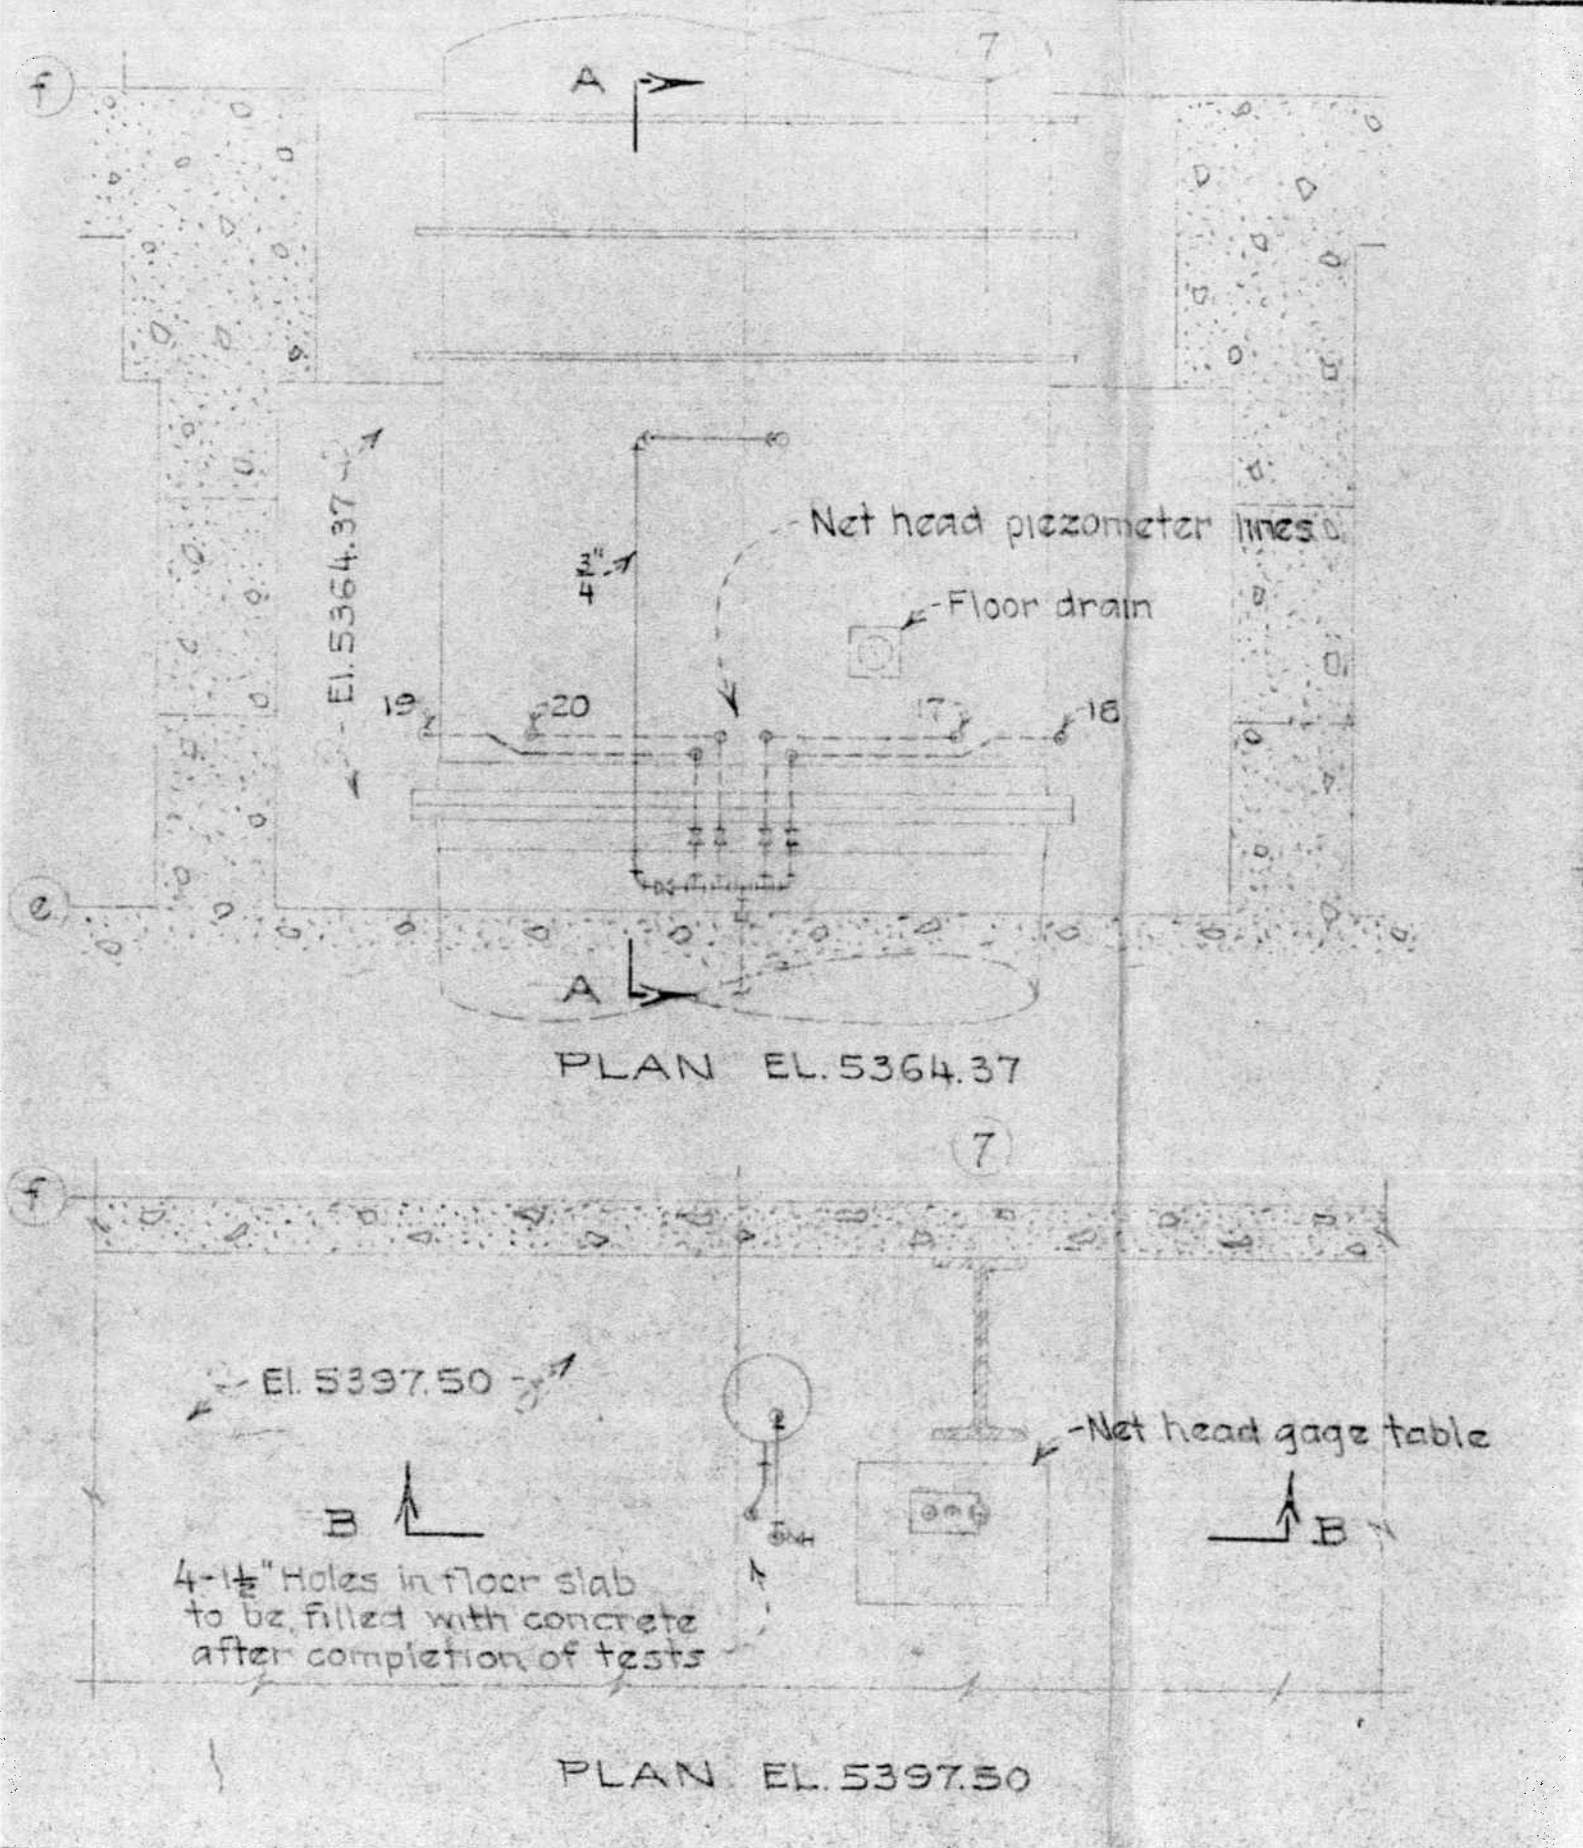 7
f
A
El. 5364.37
3/4"
Net head piezometer lines
Floor drain
19
20
17
18
e
A
PLAN EL. 5364.37
7
f
El. 5397.50
Net head gage table
B
B
4-1½" Holes in floor slab
to be filled with concrete
after completion of tests
PLAN EL. 5397.50